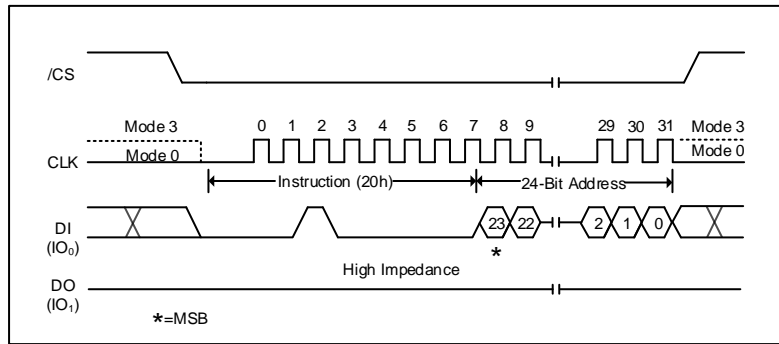 /CS
0 1 2 3 4 5 6 7 8 9 29 30 31
Mode 3 Mode 3
CLK Mode 0 Mode 0
Instruction (20h) 24-Bit Address
DI 23 22 2 1 0
(IO₀)
*
High Impedance
DO
(IO₁)
*=MSB